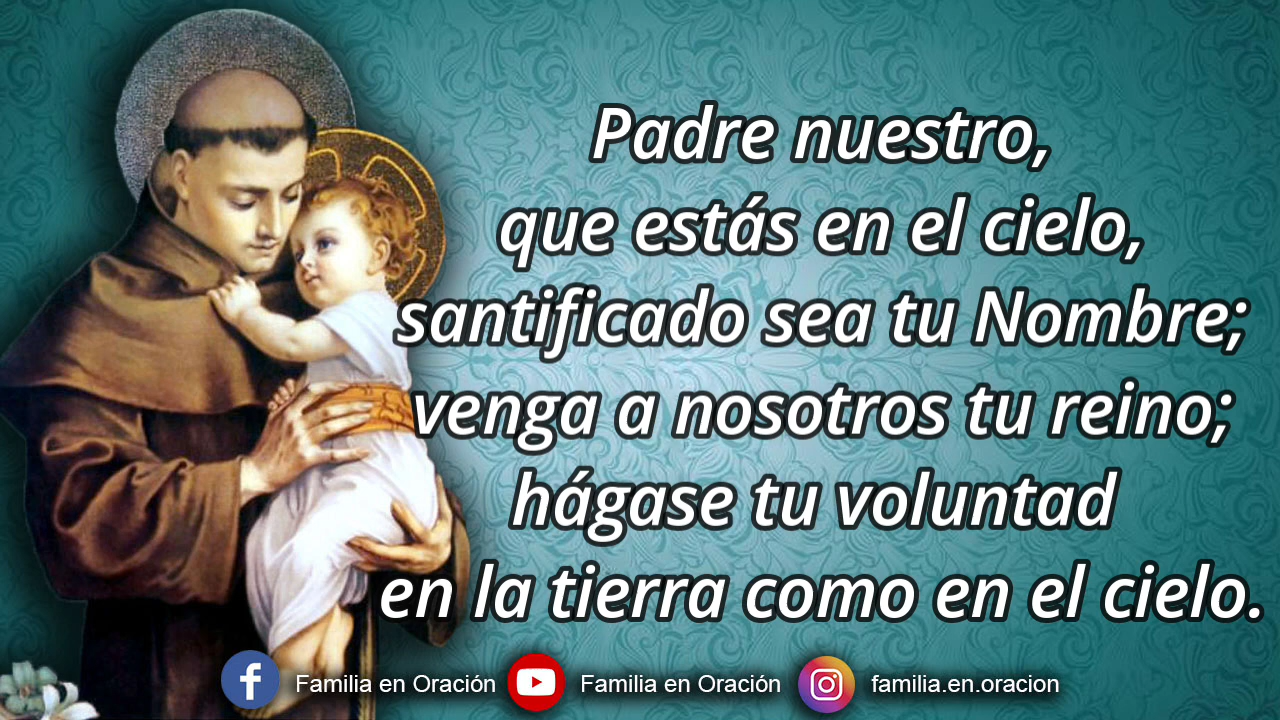 Padre nuestro,
que estás en el cielo,
santificado sea tu Nombre;
venga a nosotros tu reino;
hágase tu voluntad
en la tierra como en el cielo.
Familia en Oración
Familia en Oración
familia.en.oracion